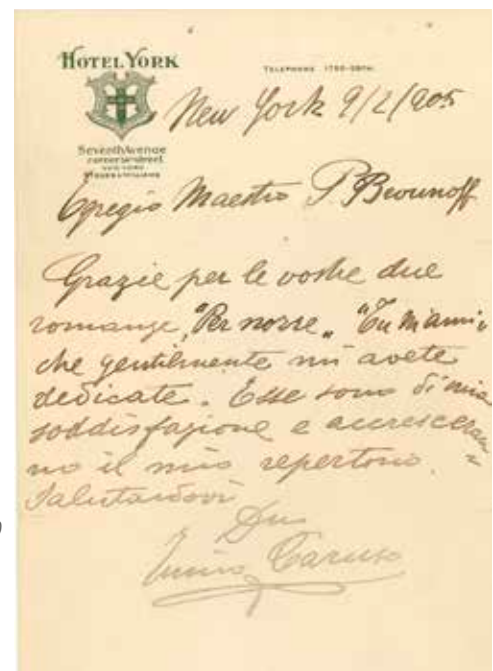 HOTEL YORK
TELEPHONE
New York 9/2/905
Seventh Avenue
Egregio Maestro P Brounoff
Grazie per le vostre due
romanze, "Per nozze" "Tu m'ami"
che gentilmente mi avete
dedicate. Esse sono di mia
soddisfazione e accresceran
no il mio repertorio.
Salutandovi
Enrico Caruso